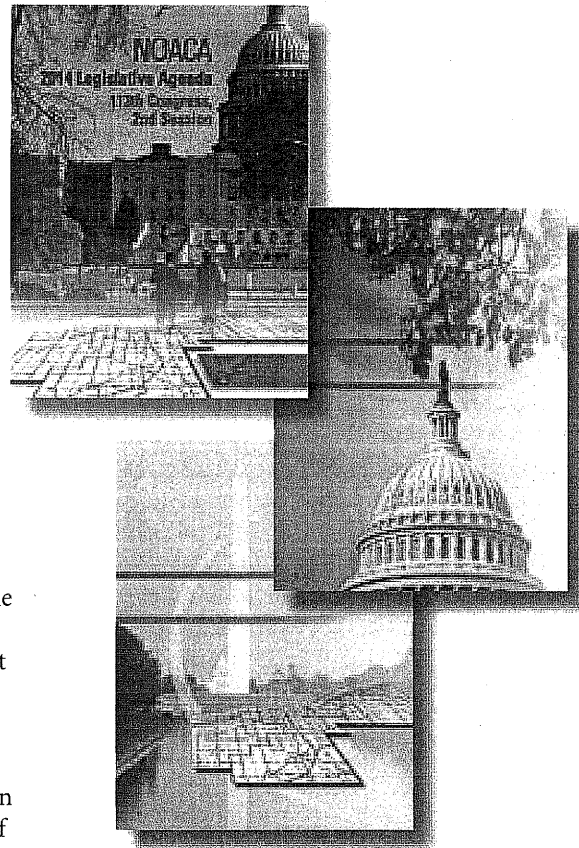 NOACA
2014 Legislative Agenda
113th Congress,
2nd Session
e
t
n
f